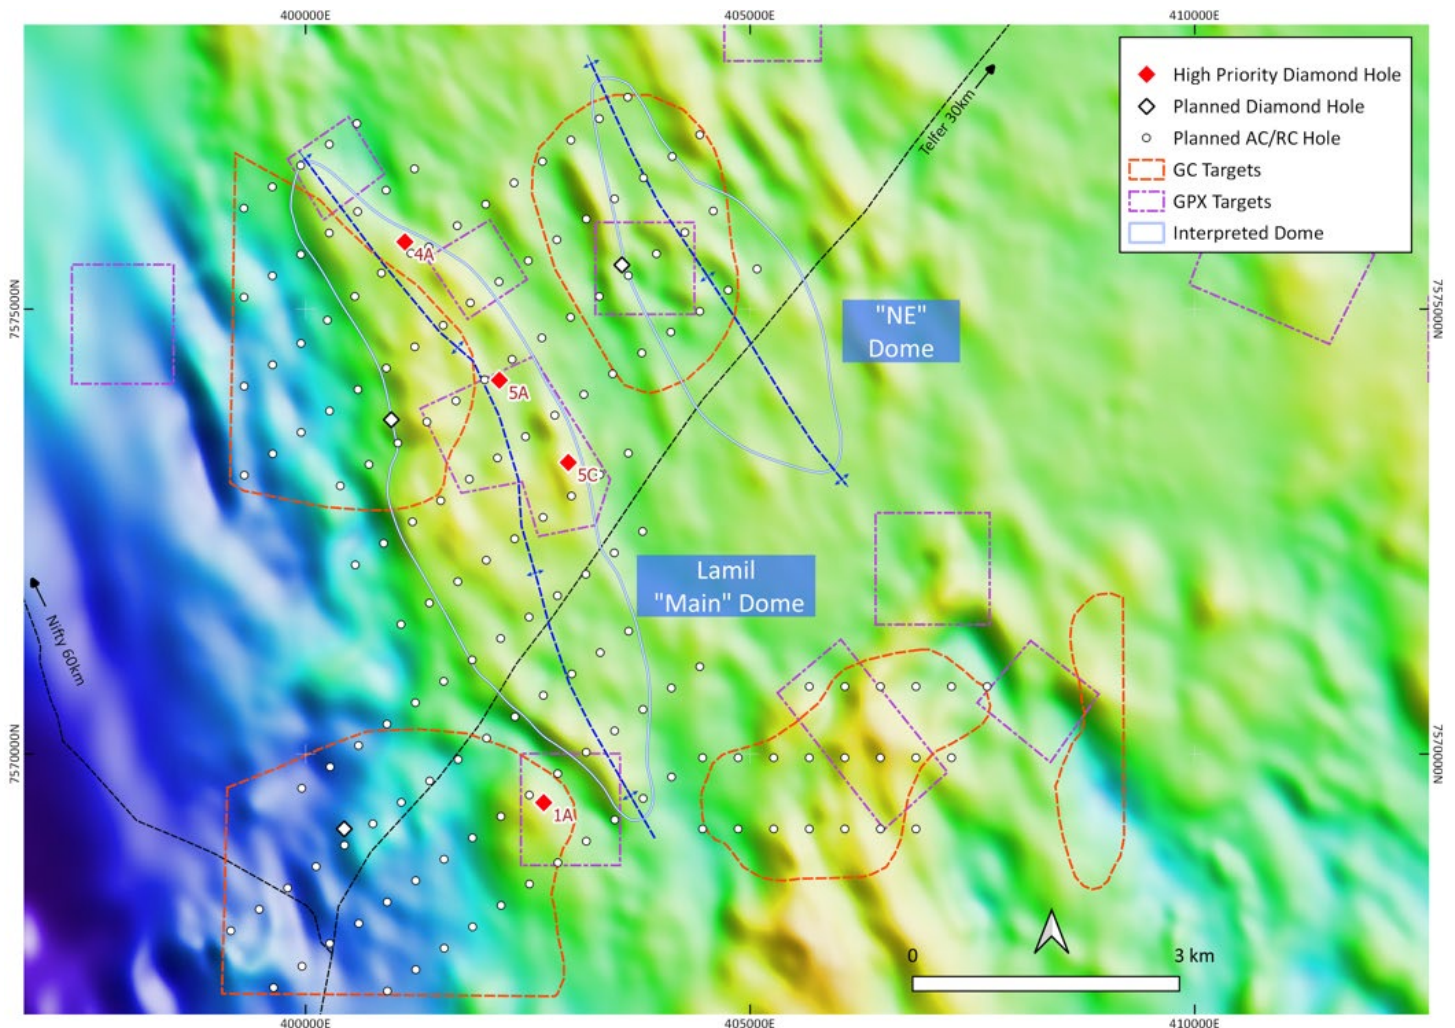 400000E
405000E
410000E
High Priority Diamond Hole
Planned Diamond Hole
Planned AC/RC Hole
GC Targets
GPX Targets
Interpreted Dome
Telfer 30km
4A
7575000N
7575000N
"NE"
Dome
5A
5C
Lamil
"Main" Dome
Nifty 60km
7570000N
7570000N
1A
0
3 km
400000E
405000E
410000E